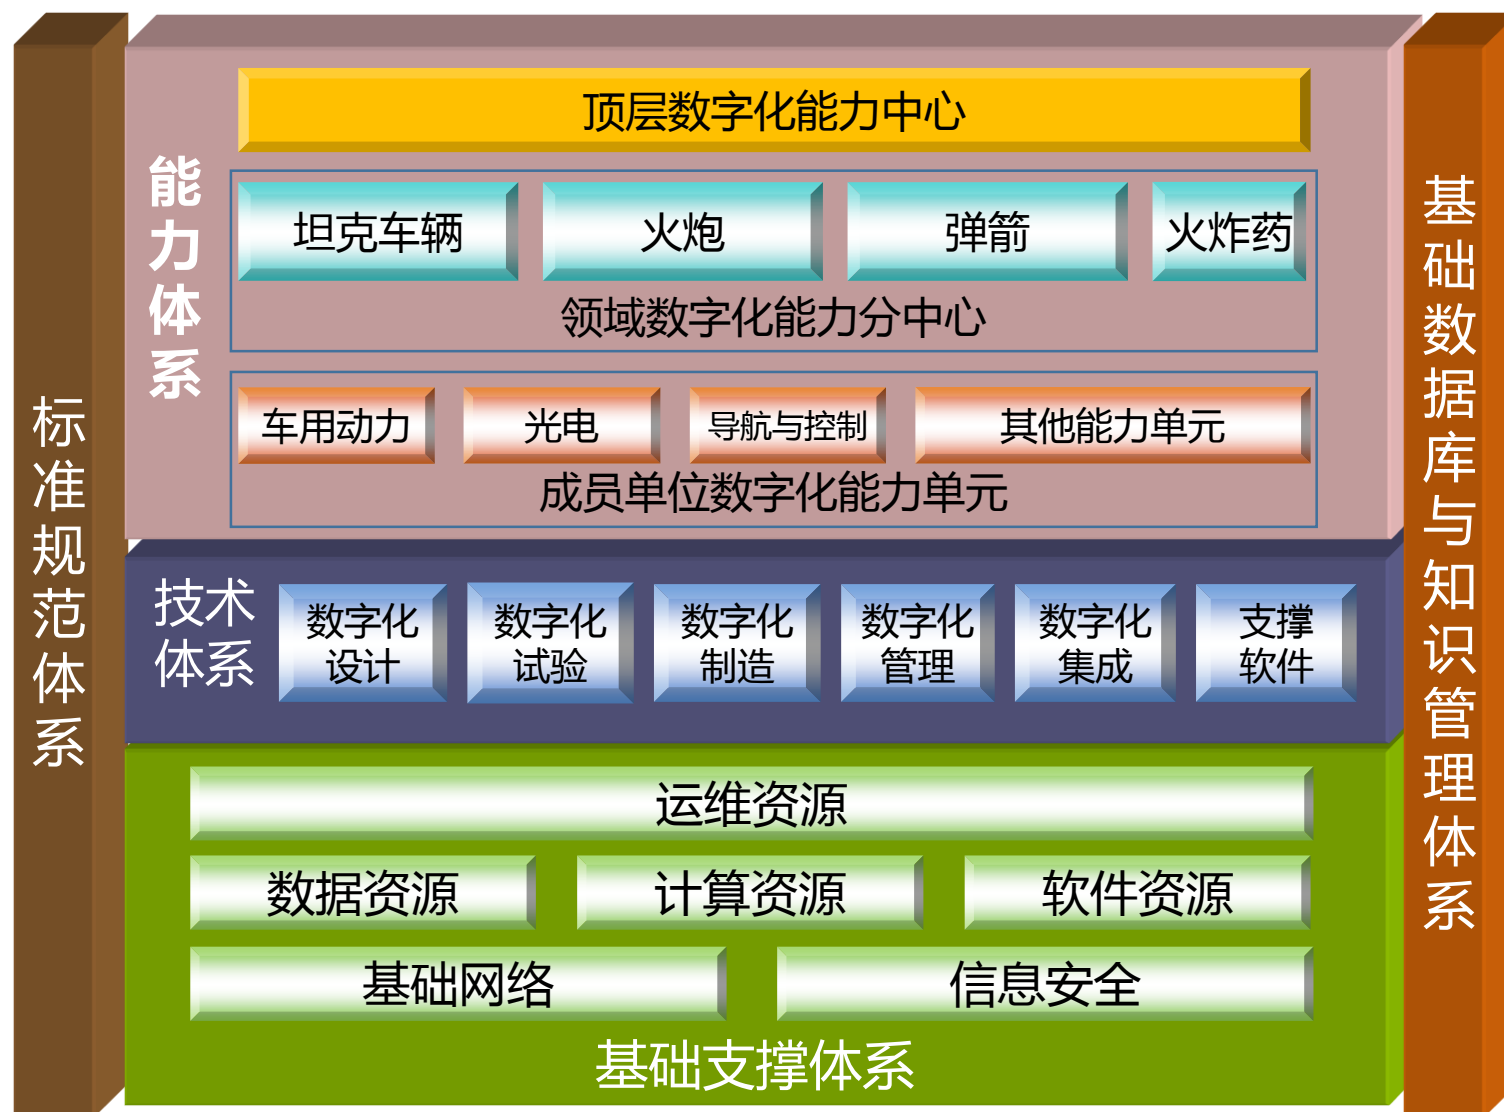 标准规范体系
能力体系
顶层数字化能力中心
坦克车辆
火炮
弹箭
火炸药
领域数字化能力分中心
车用动力
光电
导航与控制
其他能力单元
成员单位数字化能力单元
技术
体系
数字化
设计
数字化
试验
数字化
制造
数字化
管理
数字化
集成
支撑
软件
运维资源
数据资源
计算资源
软件资源
基础网络
信息安全
基础支撑体系
基础数据库与知识管理体系